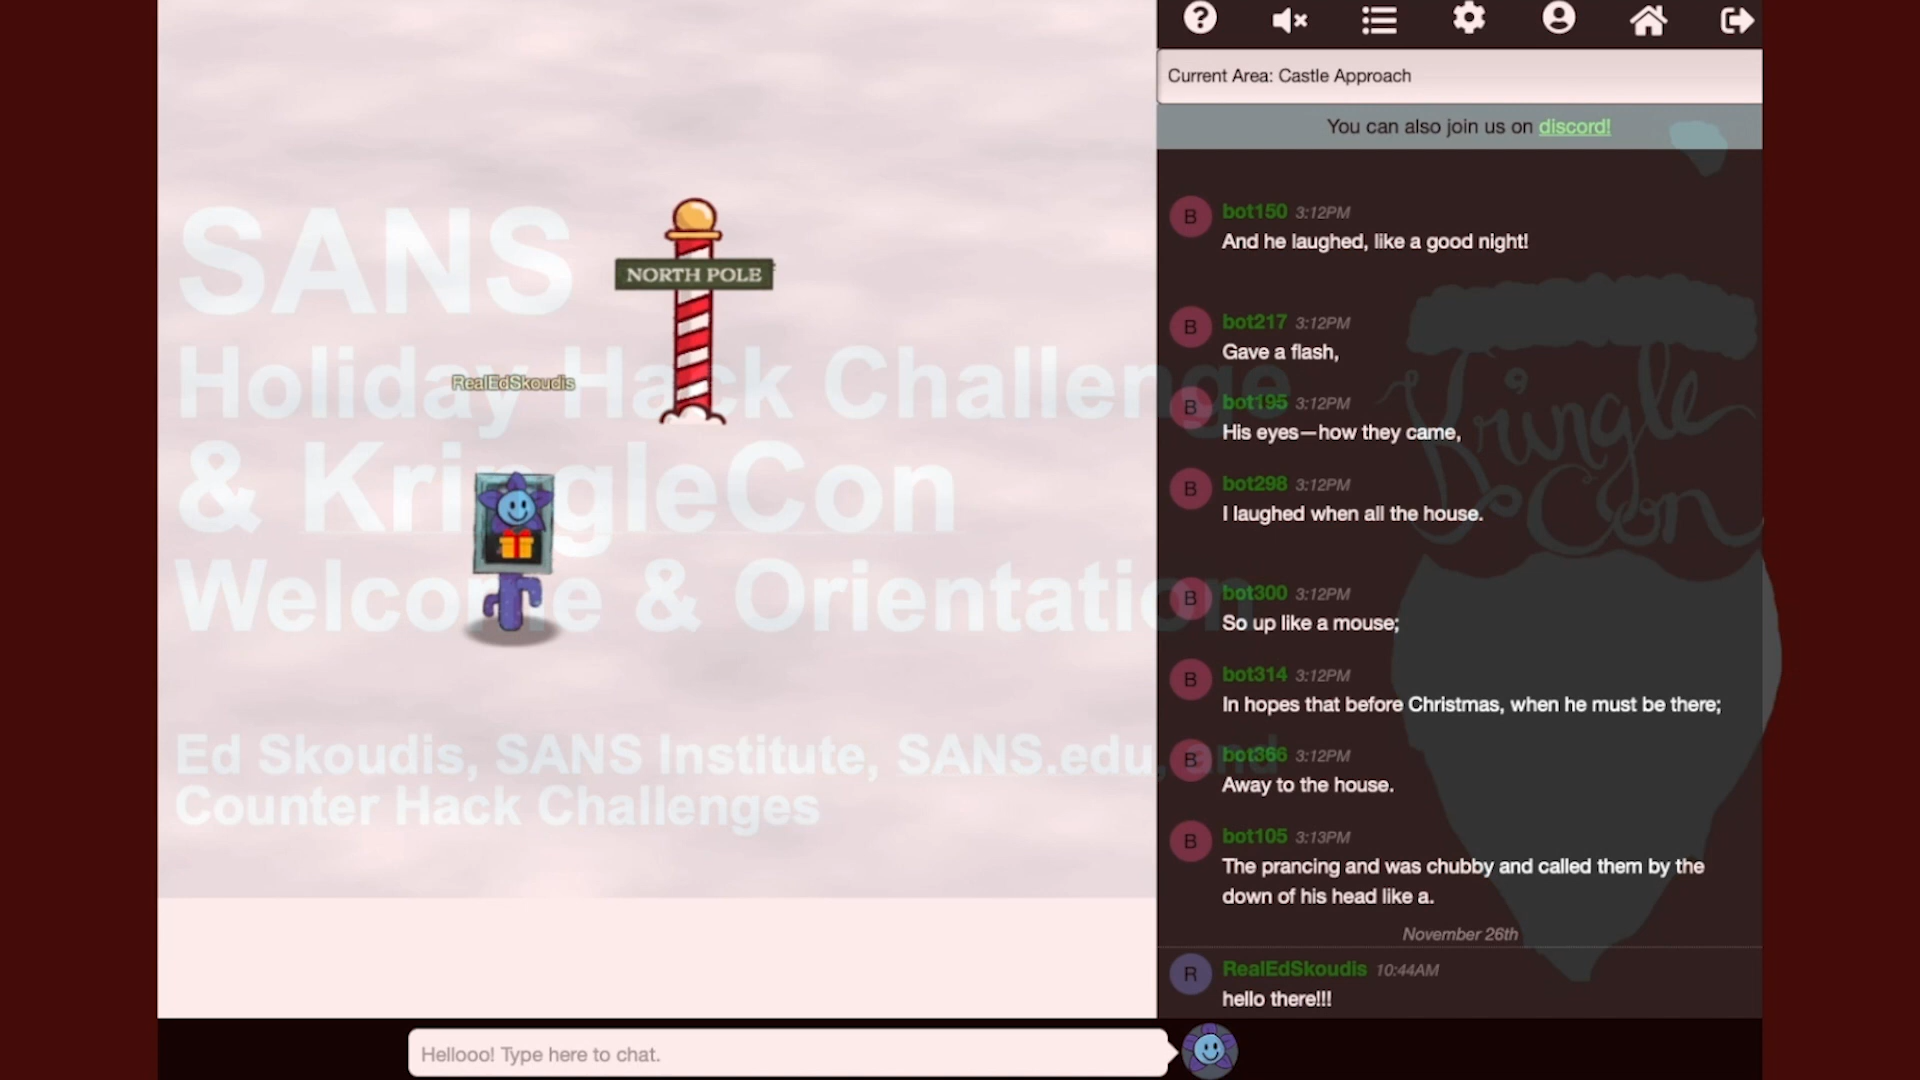 Current Area: Castle Approach
You can also join us on discord!
SANS
Holiday Hack Challenge
& KringleCon
Welcome & Orientation
Ed Skoudis, SANS Institute, SANS.edu, and
Counter Hack Challenges
NORTH POLE
RealEdSkoudis
Kringle
Con
B
bot150 3:12PM
And he laughed, like a good night!
B
bot217 3:12PM
Gave a flash,
B
bot195 3:12PM
His eyes—how they came,
B
bot298 3:12PM
I laughed when all the house.
B
bot300 3:12PM
So up like a mouse;
B
bot314 3:12PM
In hopes that before Christmas, when he must be there;
B
bot366 3:12PM
Away to the house.
B
bot105 3:13PM
The prancing and was chubby and called them by the
down of his head like a.
November 26th
R
RealEdSkoudis 10:44AM
hello there!!!
Hellooo! Type here to chat.